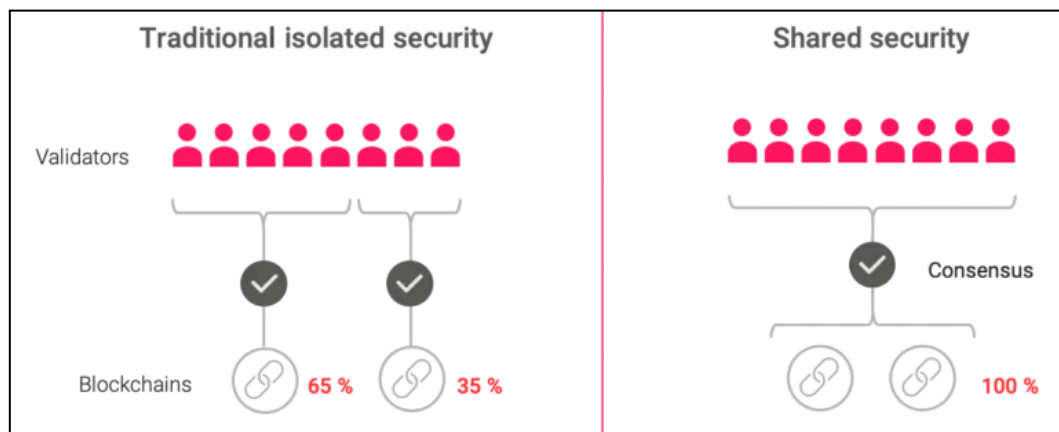 Traditional isolated security
Shared security
Validators
Consensus
Blockchains
65 %
35 %
100 %